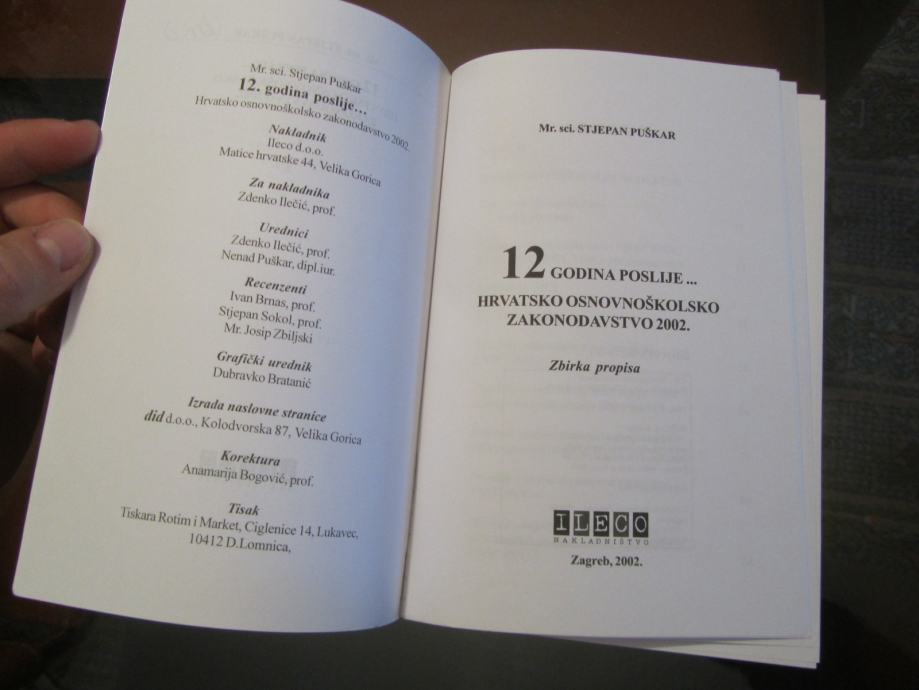 Mr. sci. Stjepan Puškar
12. godina poslije...
Hrvatsko osnovnoškolsko zakonodavstvo 2002.
Nakladnik
Ileco d.o.o.
Matice hrvatske 44, Velika Gorica
Za nakladnika
Zdenko Ilečić, prof.
Urednici
Zdenko Ilečić, prof.
Nenad Puškar, dipl.iur.
Recenzenti
Ivan Brnas, prof.
Stjepan Sokol, prof.
Mr. Josip Zbiljski
Grafički urednik
Dubravko Bratanić
Izrada naslovne stranice
did d.o.o., Kolodvorska 87, Velika Gorica
Korektura
Anamarija Bogović, prof.
Tisak
Tiskara Rotim i Market, Ciglenice 14, Lukavec,
10412 D.Lomnica,
Mr. sci. STJEPAN PUŠKAR
12 GODINA POSLIJE ...
HRVATSKO OSNOVNOŠKOLSKO
ZAKONODAVSTVO 2002.
Zbirka propisa
ILECO
NAKLADNIŠTVO
Zagreb, 2002.